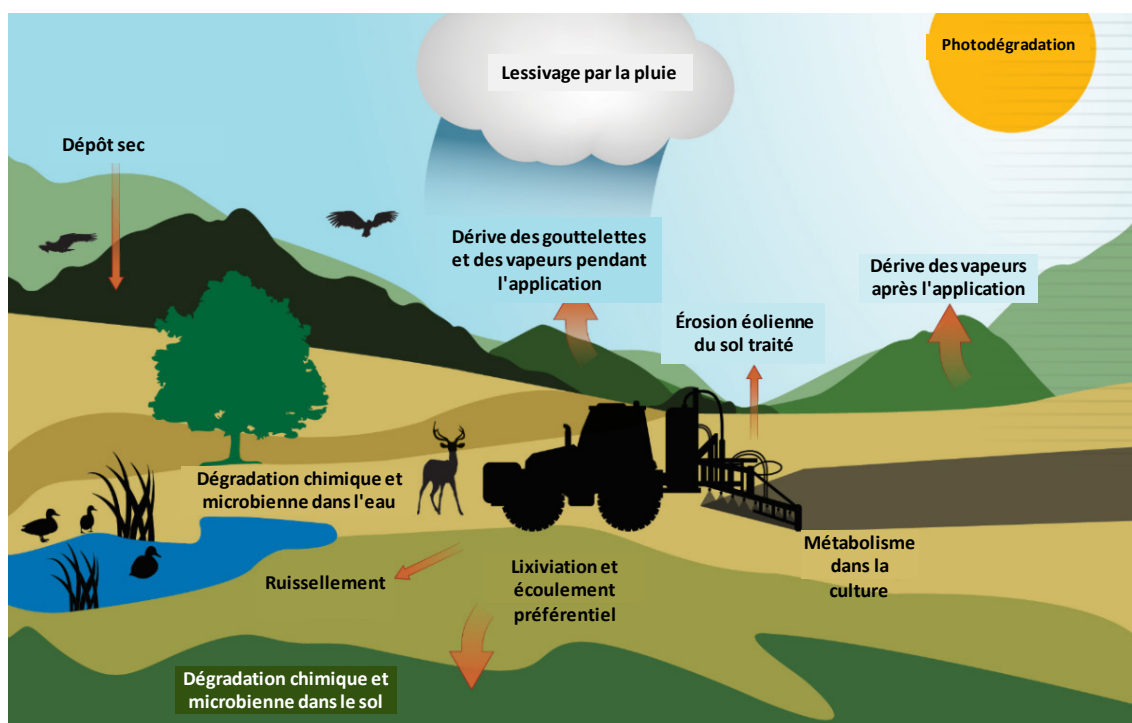 Photodégradation
Lessivage par la pluie
Dépôt sec
Dérive des gouttelettes
et des vapeurs pendant
l'application
Dérive des vapeurs
après l'application
Érosion éolienne
du sol traité
Dégradation chimique et
microbienne dans l'eau
Métabolisme
dans la
culture
Ruissellement
Lixiviation et
écoulement
préférentiel
Dégradation chimique et
microbienne dans le sol